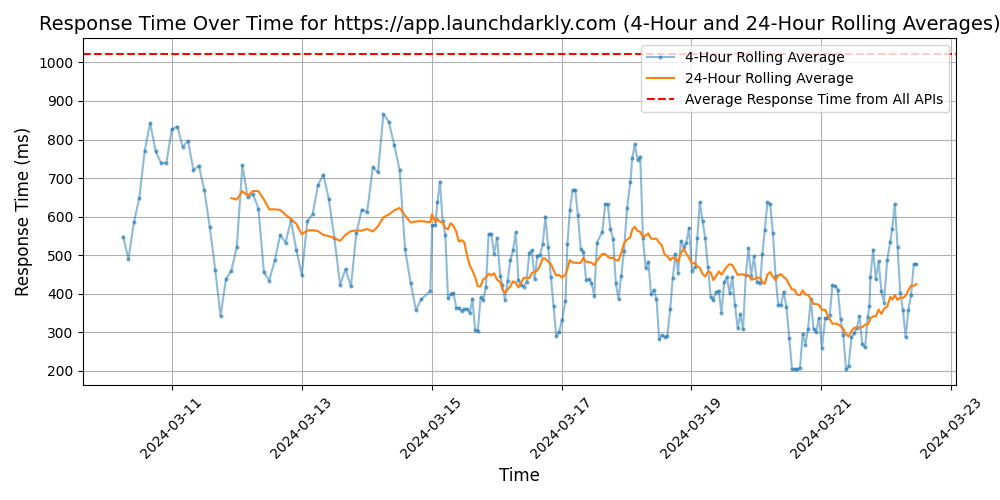 Response Time Over Time for https://app.launchdarkly.com (4-Hour and 24-Hour Rolling Averages)
4-Hour Rolling Average
24-Hour Rolling Average
Average Response Time from All APIs
Response Time (ms)
1000
900
800
700
600
500
400
300
200
2024-03-11
2024-03-13
2024-03-15
2024-03-17
2024-03-19
2024-03-21
2024-03-23
Time